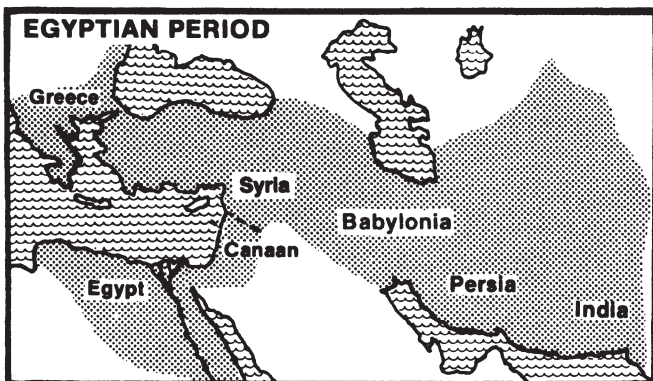 EGYPTIAN PERIOD
Greece
Syria
Babylonia
Canaan
Egypt
Persia
India